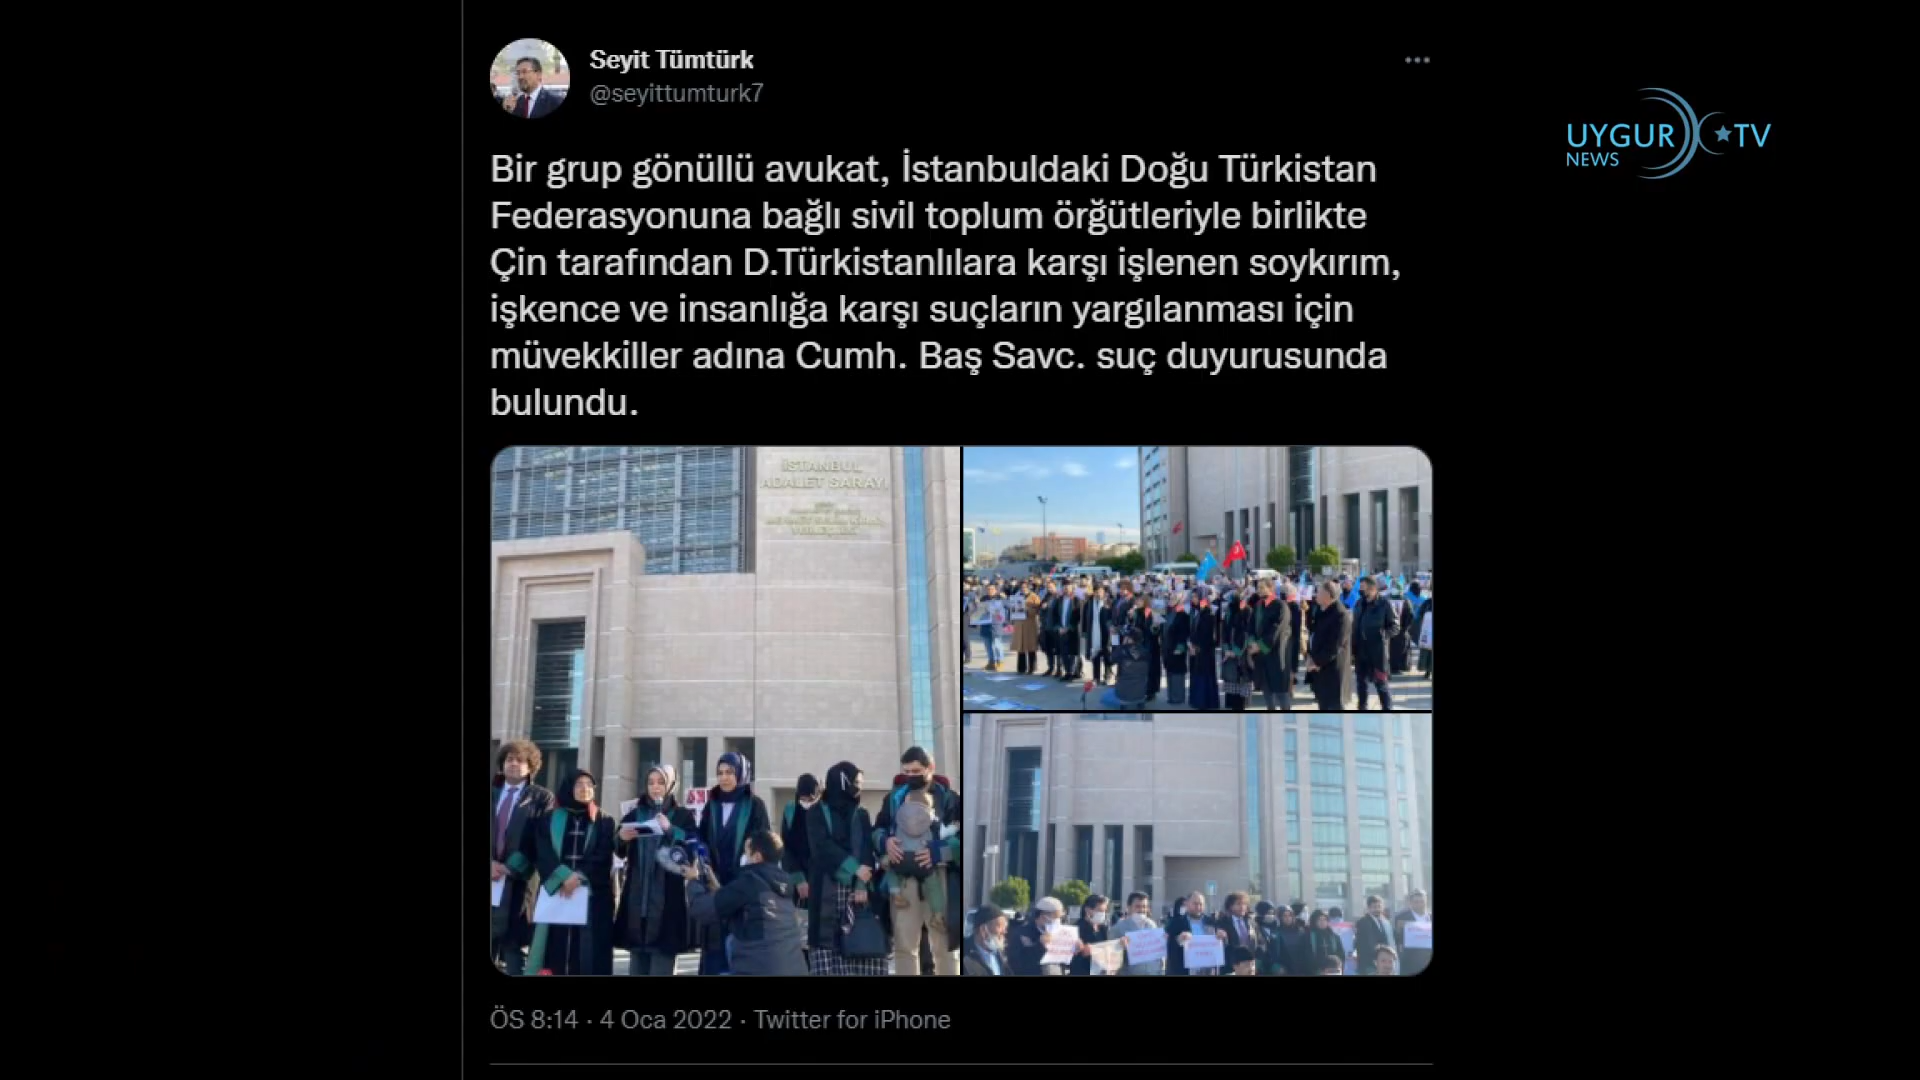 Seyit Tümtürk
@seyittumturk7
UYGUR TV
NEWS
Bir grup gönüllü avukat, İstanbuldaki Doğu Türkistan
Federasyonuna bağlı sivil toplum örğütleriyle birlikte
Çin tarafından D.Türkistanlılara karşı işlenen soykırım,
işkence ve insanlığa karşı suçların yargılanması için
müvekkiller adına Cumh. Baş Savc. suç duyurusunda
bulundu.
İSTANBUL
ADALET SARAYI
ÖS 8:14 · 4 Oca 2022 · Twitter for iPhone